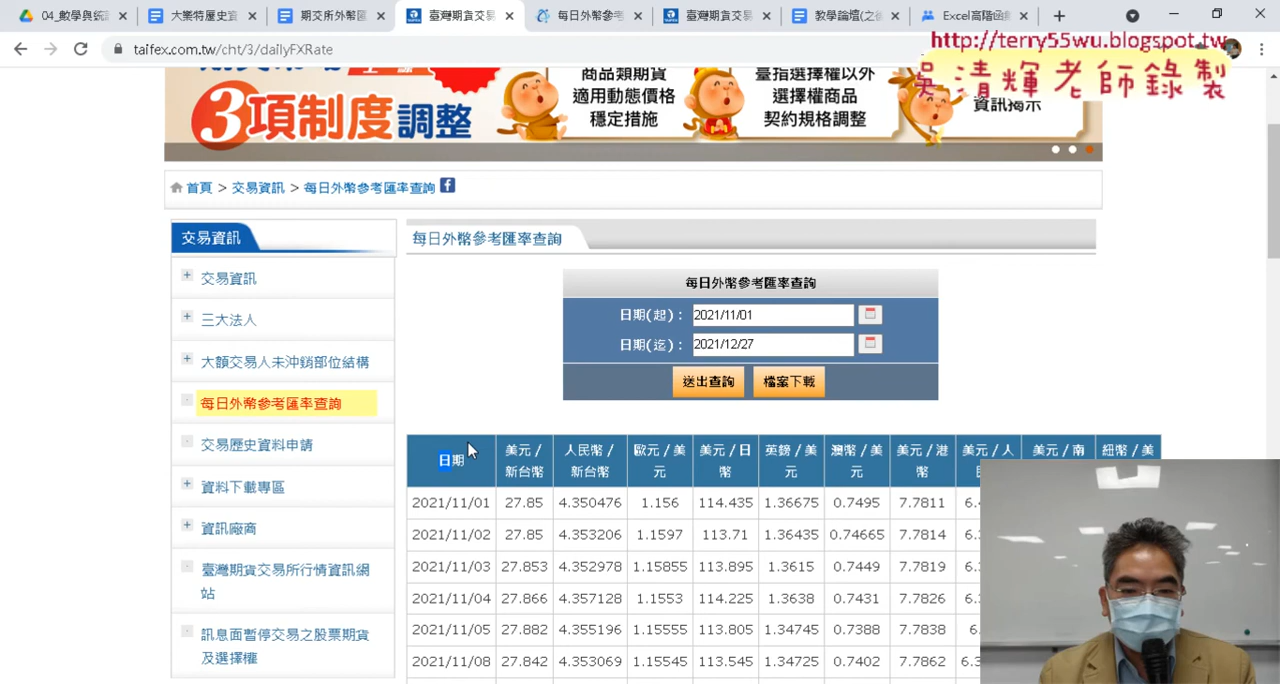 04_數學與統
大樂特厤史資
期交所外幣匯
臺灣期貨交易
每日外幣參考
臺灣期貨交易
教學論壇(之後
Excel高階函
taifex.com.tw/cht/3/dailyFXRate
http://terry55wu.blogspot.tw
吳清輝老師錄製
3項制度調整
商品類期貨
適用動態價格
穩定措施
臺指選擇權以外
選擇權商品
契約規格調整
資訊揭示
首頁 > 交易資訊 > 每日外幣參考匯率查詢
交易資訊
交易資訊
三大法人
大額交易人未沖銷部位結構
每日外幣參考匯率查詢
交易歷史資料申請
資料下載專區
資訊廠商
臺灣期貨交易所行情資訊網
站
訊息面暫停交易之股票期貨
及選擇權
每日外幣參考匯率查詢
每日外幣參考匯率查詢
日期(起): 2021/11/01
日期(迄): 2021/12/27
送出查詢 檔案下載
日期 美元/新台幣 人民幣/新台幣 歐元/美元 美元/日幣 英鎊/美元 澳幣/美元 美元/港幣 美元/人 美元/南 紐幣/美
2021/11/01 27.85 4.350476 1.156 114.435 1.36675 0.7495 7.7811
2021/11/02 27.85 4.353206 1.1597 113.71 1.36435 0.74665 7.7814
2021/11/03 27.853 4.352978 1.15855 113.895 1.3615 0.7449 7.7819
2021/11/04 27.866 4.357128 1.1553 114.225 1.3638 0.7431 7.7826
2021/11/05 27.882 4.355196 1.15555 113.805 1.34745 0.7388 7.7838
2021/11/08 27.842 4.353069 1.15545 113.545 1.34725 0.7402 7.7862